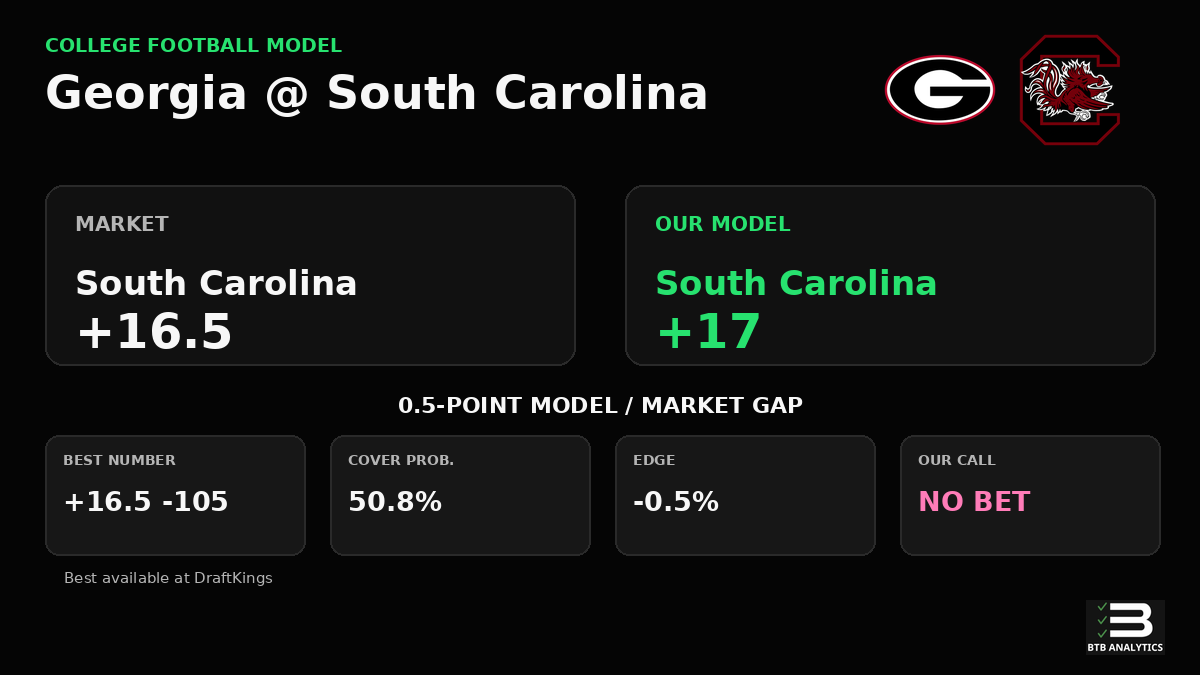 COLLEGE FOOTBALL MODEL
Georgia @ South Carolina
MARKET
South Carolina
+16.5
OUR MODEL
South Carolina
+17
0.5-POINT MODEL / MARKET GAP
BEST NUMBER
+16.5 -105
COVER PROB.
50.8%
EDGE
-0.5%
OUR CALL
NO BET
Best available at DraftKings
BTB ANALYTICS